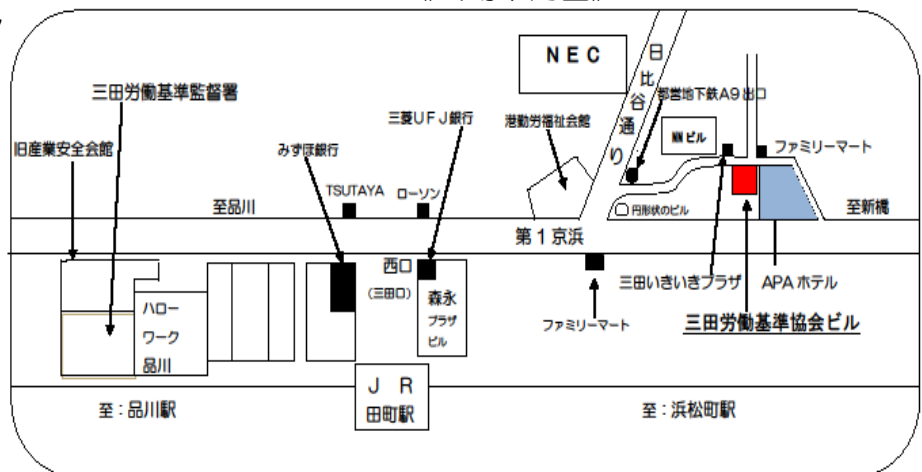 NEC
日比谷通り
都営地下鉄A9出口
三田労働基準監督署
港勤労福祉会館
三菱UFJ銀行
NNビル
みずほ銀行
旧産業安全会館
ファミリーマート
TSUTAYA
ローソン
至品川
円形状のビル
至新橋
第1京浜
西口
(三田口)
三田いきいきプラザ
APAホテル
森永
プラザ
ビル
ファミリーマート
三田労働基準協会ビル
ハロー
ワーク
品川
JR
田町駅
至:品川駅
至:浜松町駅